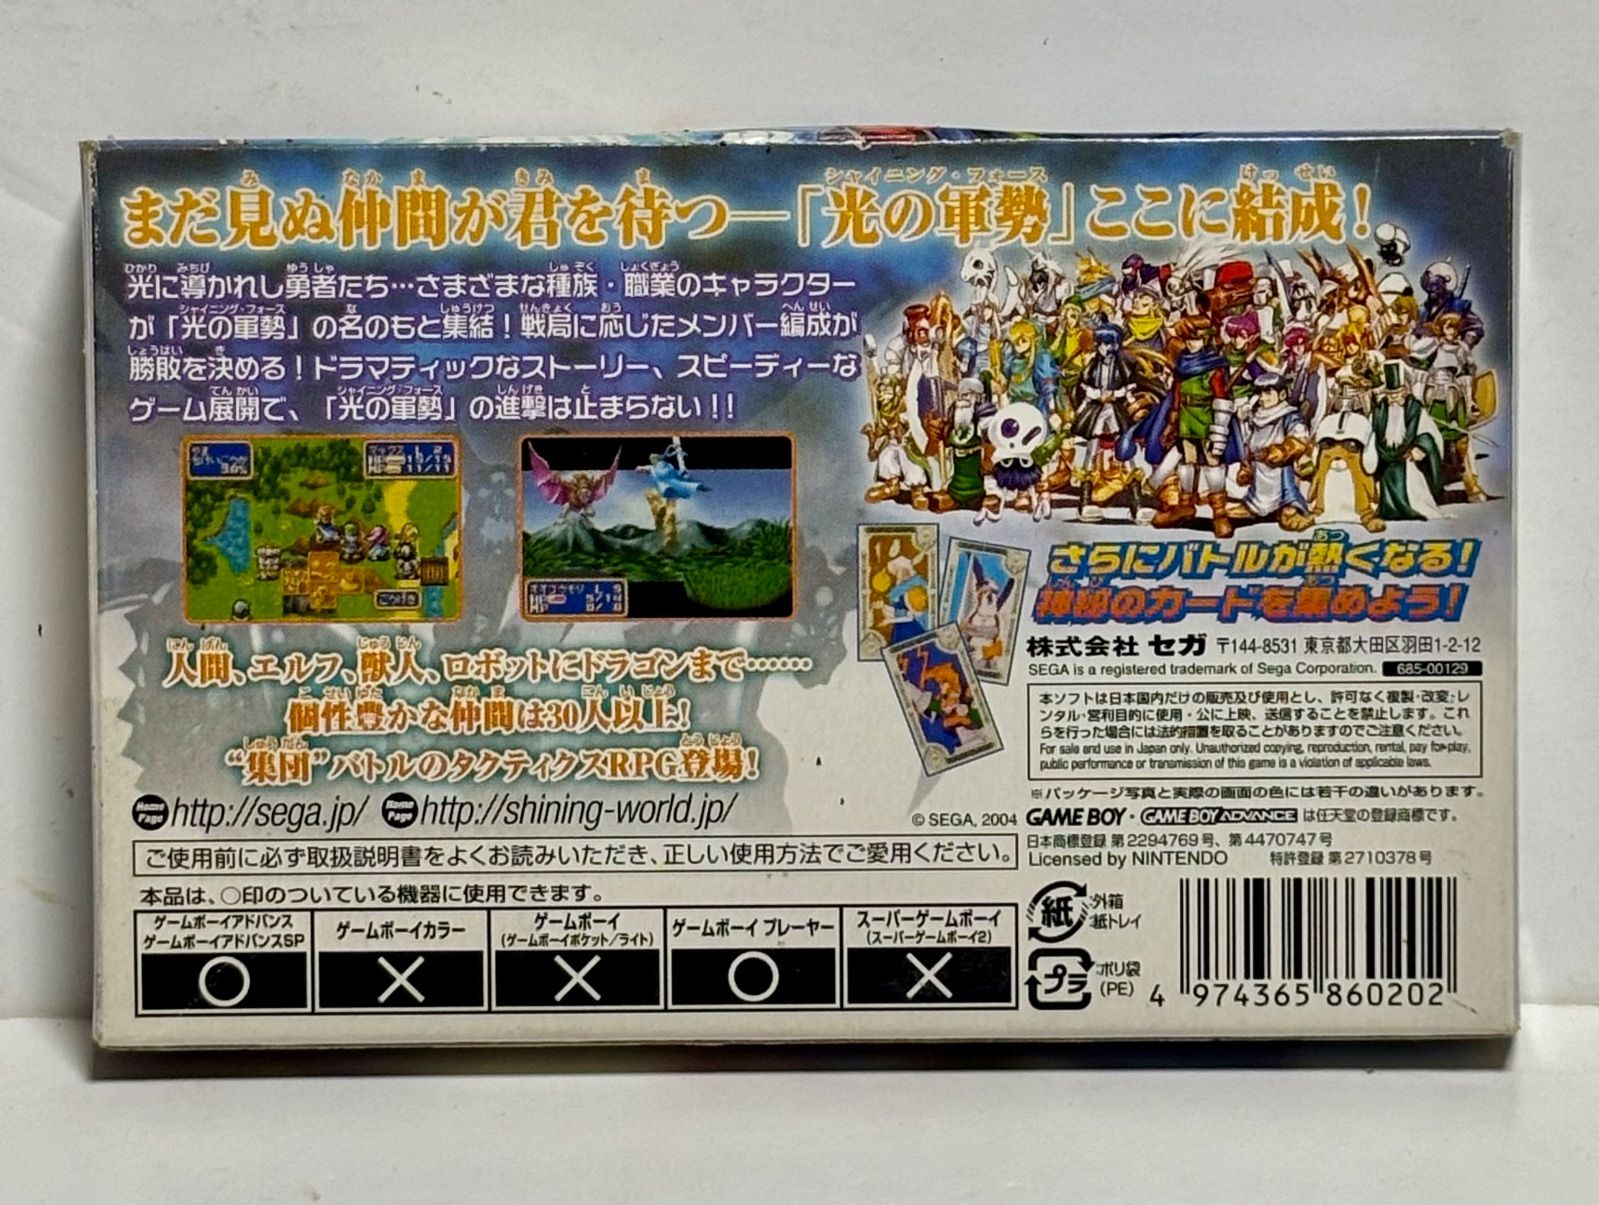 まだ見ぬ仲間が君を待つ―「光の軍勢」ここに結成！
シャイニング・フォース
光に導かれし勇者たち…さまざまな種族・職業のキャラクター
が「光の軍勢」の名のもと集結！戦局に応じたメンバー編成が
勝敗を決める！ドラマティックなストーリー、スピーディーな
ゲーム展開で、「光の軍勢」の進撃は止まらない！！
人間、エルフ、獣人、ロボットにドラゴンまで……
個性豊かな仲間は30人以上!
“集団”バトルのタクティクスRPG登場!
Home Page http://sega.jp/ Home Page http://shining-world.jp/
さらにバトルが熱くなる!
神秘のカードを集めよう!
株式会社 セガ 〒144-8531 東京都大田区羽田1-2-12
SEGA is a registered trademark of Sega Corporation. 685-00129
本ソフトは日本国内だけの販売及び使用とし、許可なく複製・改変・レ
ンタル・営利目的に使用・公に上映、送信することを禁止します。これ
らを行った場合には法的措置を取ることがありますのでご注意ください。
For sale and use in Japan only. Unauthorized copying, reproduction, rental, pay for play,
public performance or transmission of this game is a violation of applicable laws.
※パッケージ写真と実際の画面の色には若干の違いがあります。
© SEGA, 2004 GAME BOY・GAME BOY ADVANCE は任天堂の登録商標です。
日本商標登録 第2294769号、第4470747号
Licensed by NINTENDO 特許登録 第2710378号
ご使用前に必ず取扱説明書をよくお読みいただき、正しい使用方法でご愛用ください。
本品は、○印のついている機器に使用できます。
ゲームボーイアドバンス
ゲームボーイアドバンスSP
○
ゲームボーイカラー
×
ゲームボーイ
(ゲームボーイポケット/ライト)
×
ゲームボーイ プレーヤー
○
スーパーゲームボーイ
(スーパーゲームボーイ2)
×
紙 外箱
紙トレイ
プラ ポリ袋
(PE)
4 974365 860202